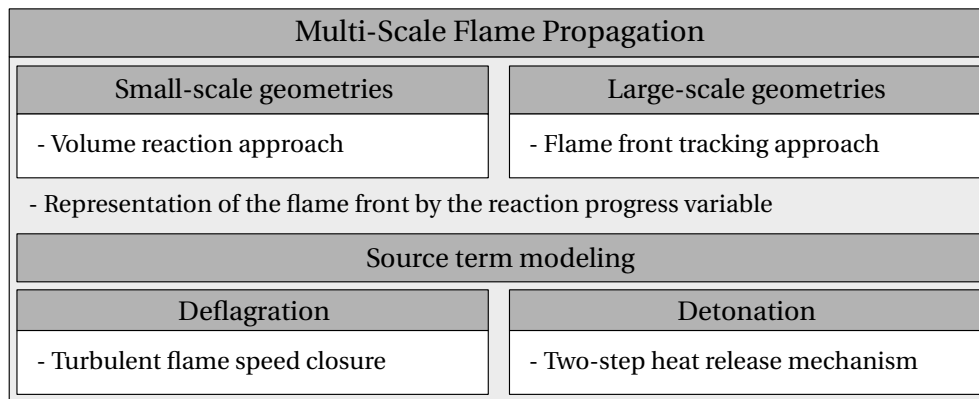 Multi-Scale Flame Propagation
Small-scale geometries
- Volume reaction approach
Large-scale geometries
- Flame front tracking approach
- Representation of the flame front by the reaction progress variable
Source term modeling
Deflagration
- Turbulent flame speed closure
Detonation
- Two-step heat release mechanism